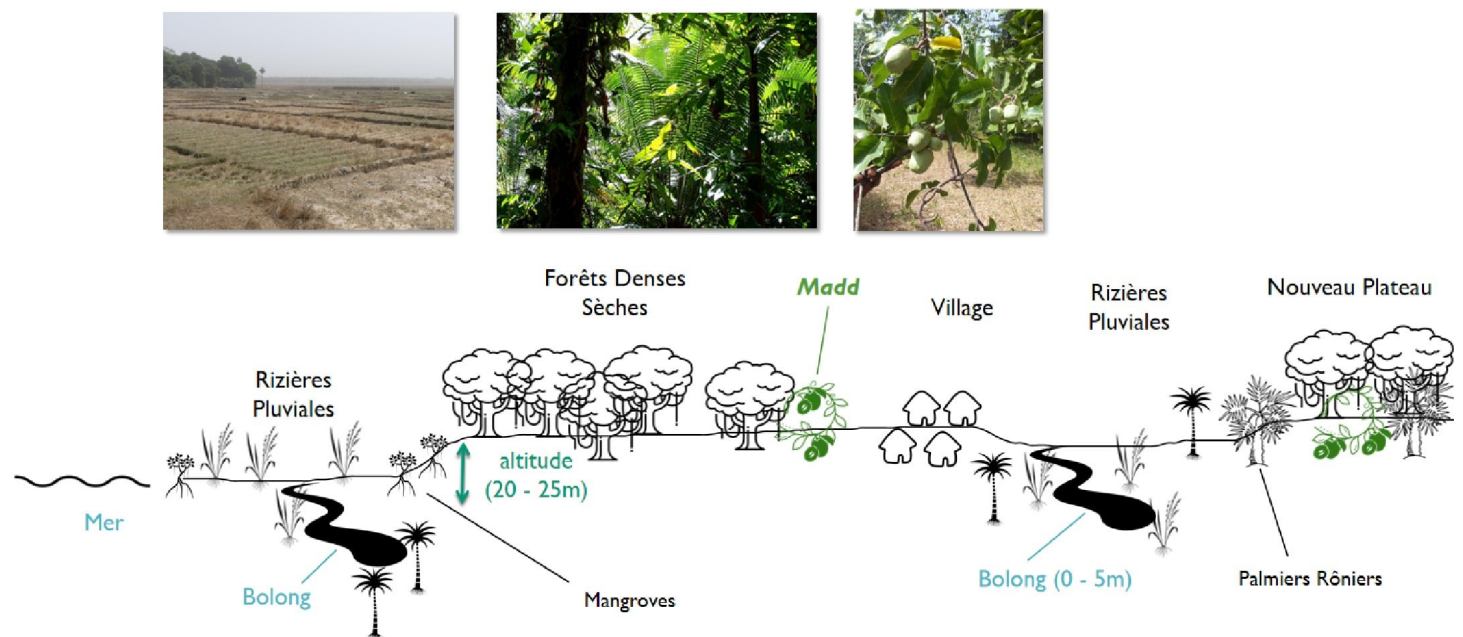 Forêts Denses
Sèches
Madd
Village
Rizières
Pluviales
Nouveau Plateau
Rizières
Pluviales
altitude
(20 - 25m)
Mer
Bolong
Mangroves
Bolong (0 - 5m)
Palmiers Rôniers